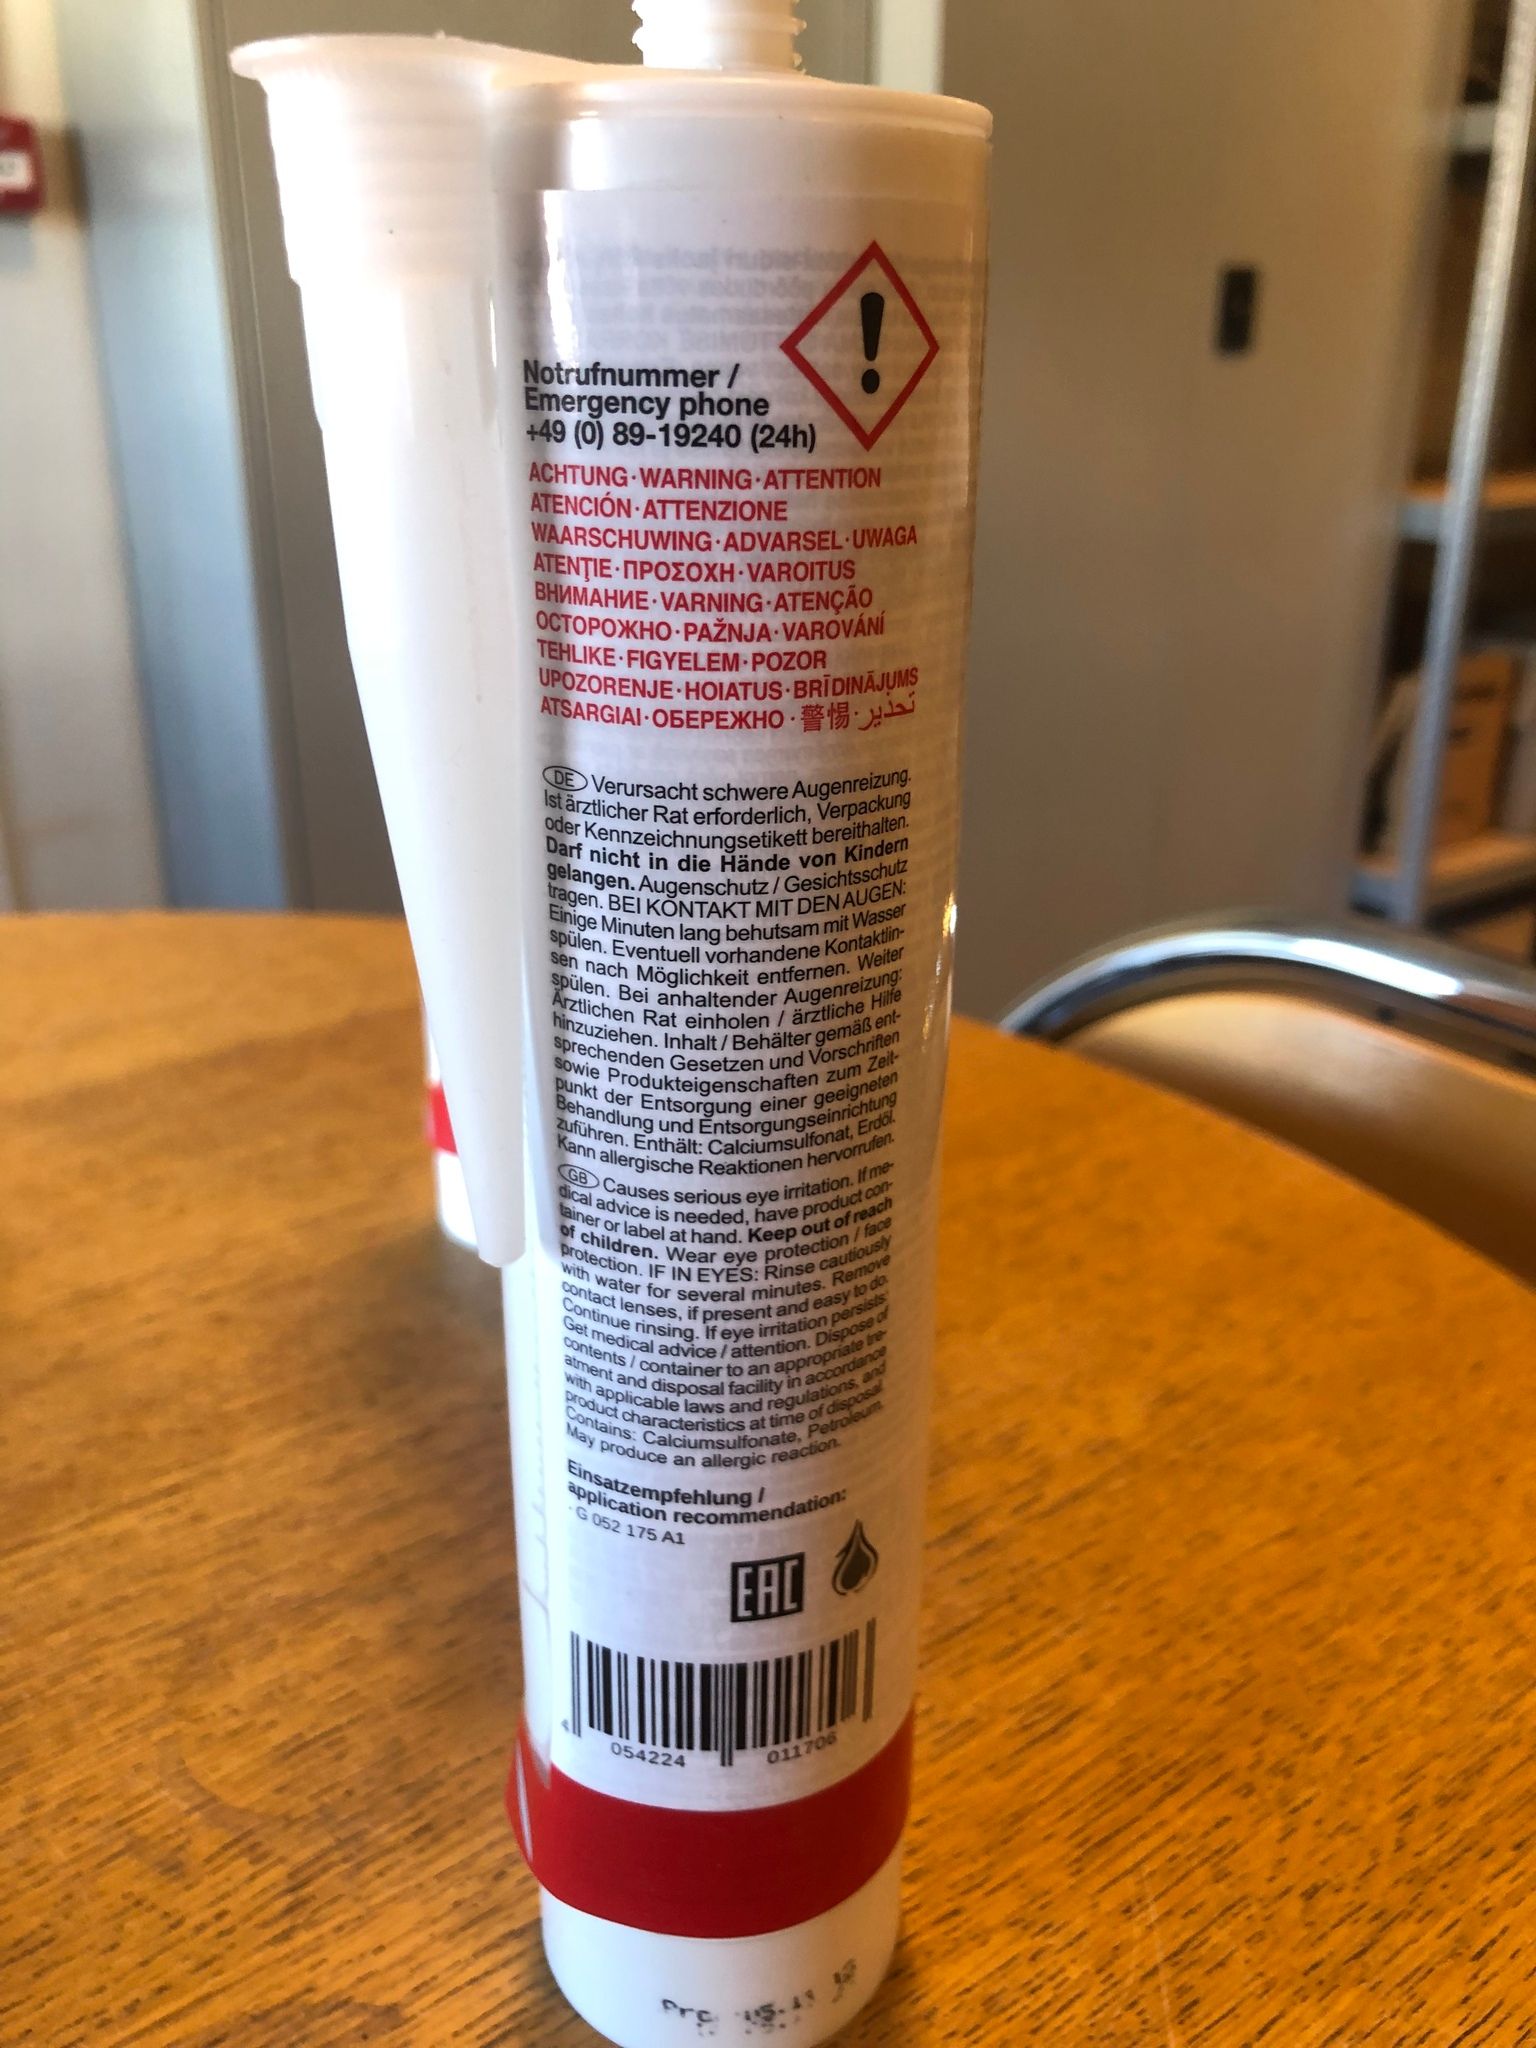 Notrufnummer /
Emergency phone
+49 (0) 89-19240 (24h)
ACHTUNG·WARNING·ATTENTION
ATENCIÓN·ATTENZIONE
WAARSCHUWING·ADVARSEL·UWAGA
ATENŢIE·ΠΡΟΣΟΧΗ·VAROITUS
ВНИМАНИЕ·VARNING·ATENÇÃO
ОСТОРОЖНО·PAŽNJA·VAROVÁNÍ
TEHLIKE·FIGYELEM·POZOR
UPOZORENJE·HOIATUS·BRĪDINĀJUMS
ATSARGIAI·ОБЕРЕЖНО·警惕·تحذير
DE Verursacht schwere Augenreizung.
Ist ärztlicher Rat erforderlich, Verpackung
oder Kennzeichnungsetikett bereithalten.
Darf nicht in die Hände von Kindern
gelangen. Augenschutz / Gesichtsschutz
tragen. BEI KONTAKT MIT DEN AUGEN:
Einige Minuten lang behutsam mit Wasser
spülen. Eventuell vorhandene Kontaktlin-
sen nach Möglichkeit entfernen. Weiter
spülen. Bei anhaltender Augenreizung:
Ärztlichen Rat einholen / ärztliche Hilfe
hinzuziehen. Inhalt / Behälter gemäß ent-
sprechenden Gesetzen und Vorschriften
sowie Produkteigenschaften zum Zeit-
punkt der Entsorgung einer geeigneten
Behandlung und Entsorgungseinrichtung
zuführen. Enthält: Calciumsulfonat, Erdöl.
Kann allergische Reaktionen hervorrufen.
GB Causes serious eye irritation. If me-
dical advice is needed, have product con-
tainer or label at hand. Keep out of reach
of children. Wear eye protection / face
protection. IF IN EYES: Rinse cautiously
with water for several minutes. Remove
contact lenses, if present and easy to do.
Continue rinsing. If eye irritation persists:
Get medical advice / attention. Dispose of
contents / container to an appropriate tre-
atment and disposal facility in accordance
with applicable laws and regulations, and
product characteristics at time of disposal.
Contains: Calciumsulfonate, Petroleum.
May produce an allergic reaction.
Einsatzempfehlung /
application recommendation:
· G 052 175 A1
EAC
4 054224 011706